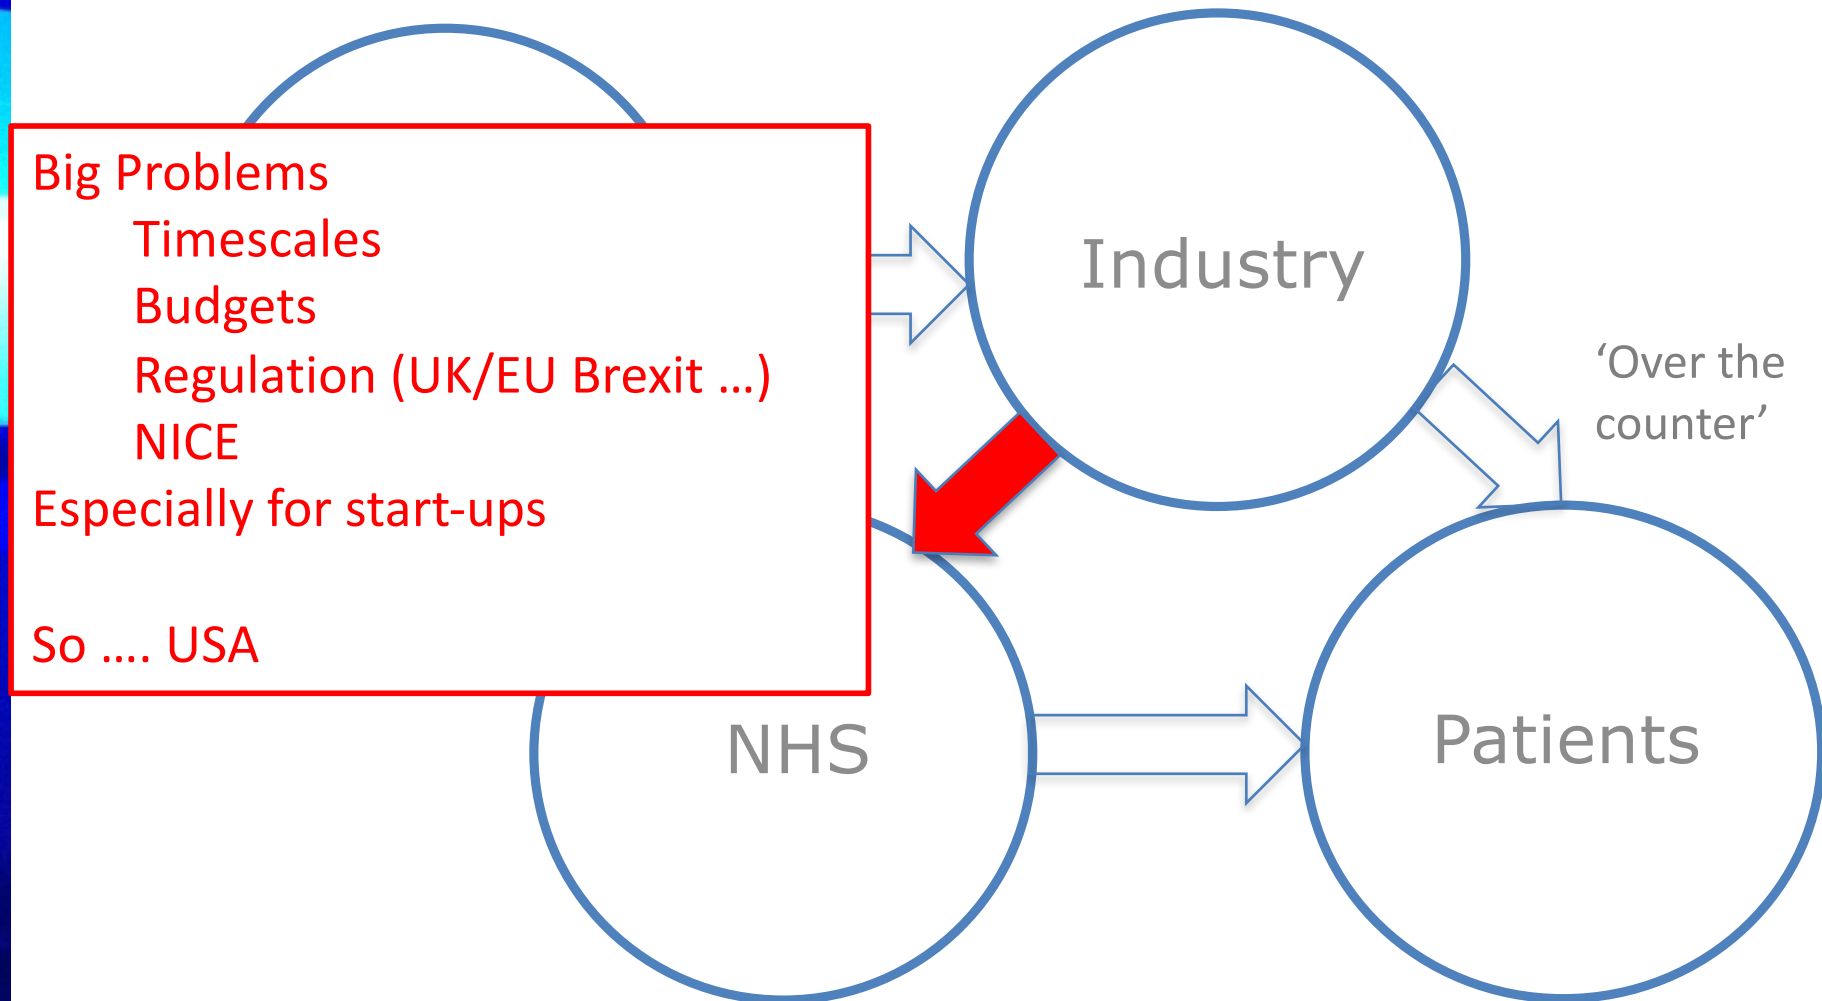 Big Problems
Timescales
Budgets
Regulation (UK/EU Brexit ...)
NICE
Especially for start-ups
So .... USA
Industry
‘Over the
counter’
NHS
Patients